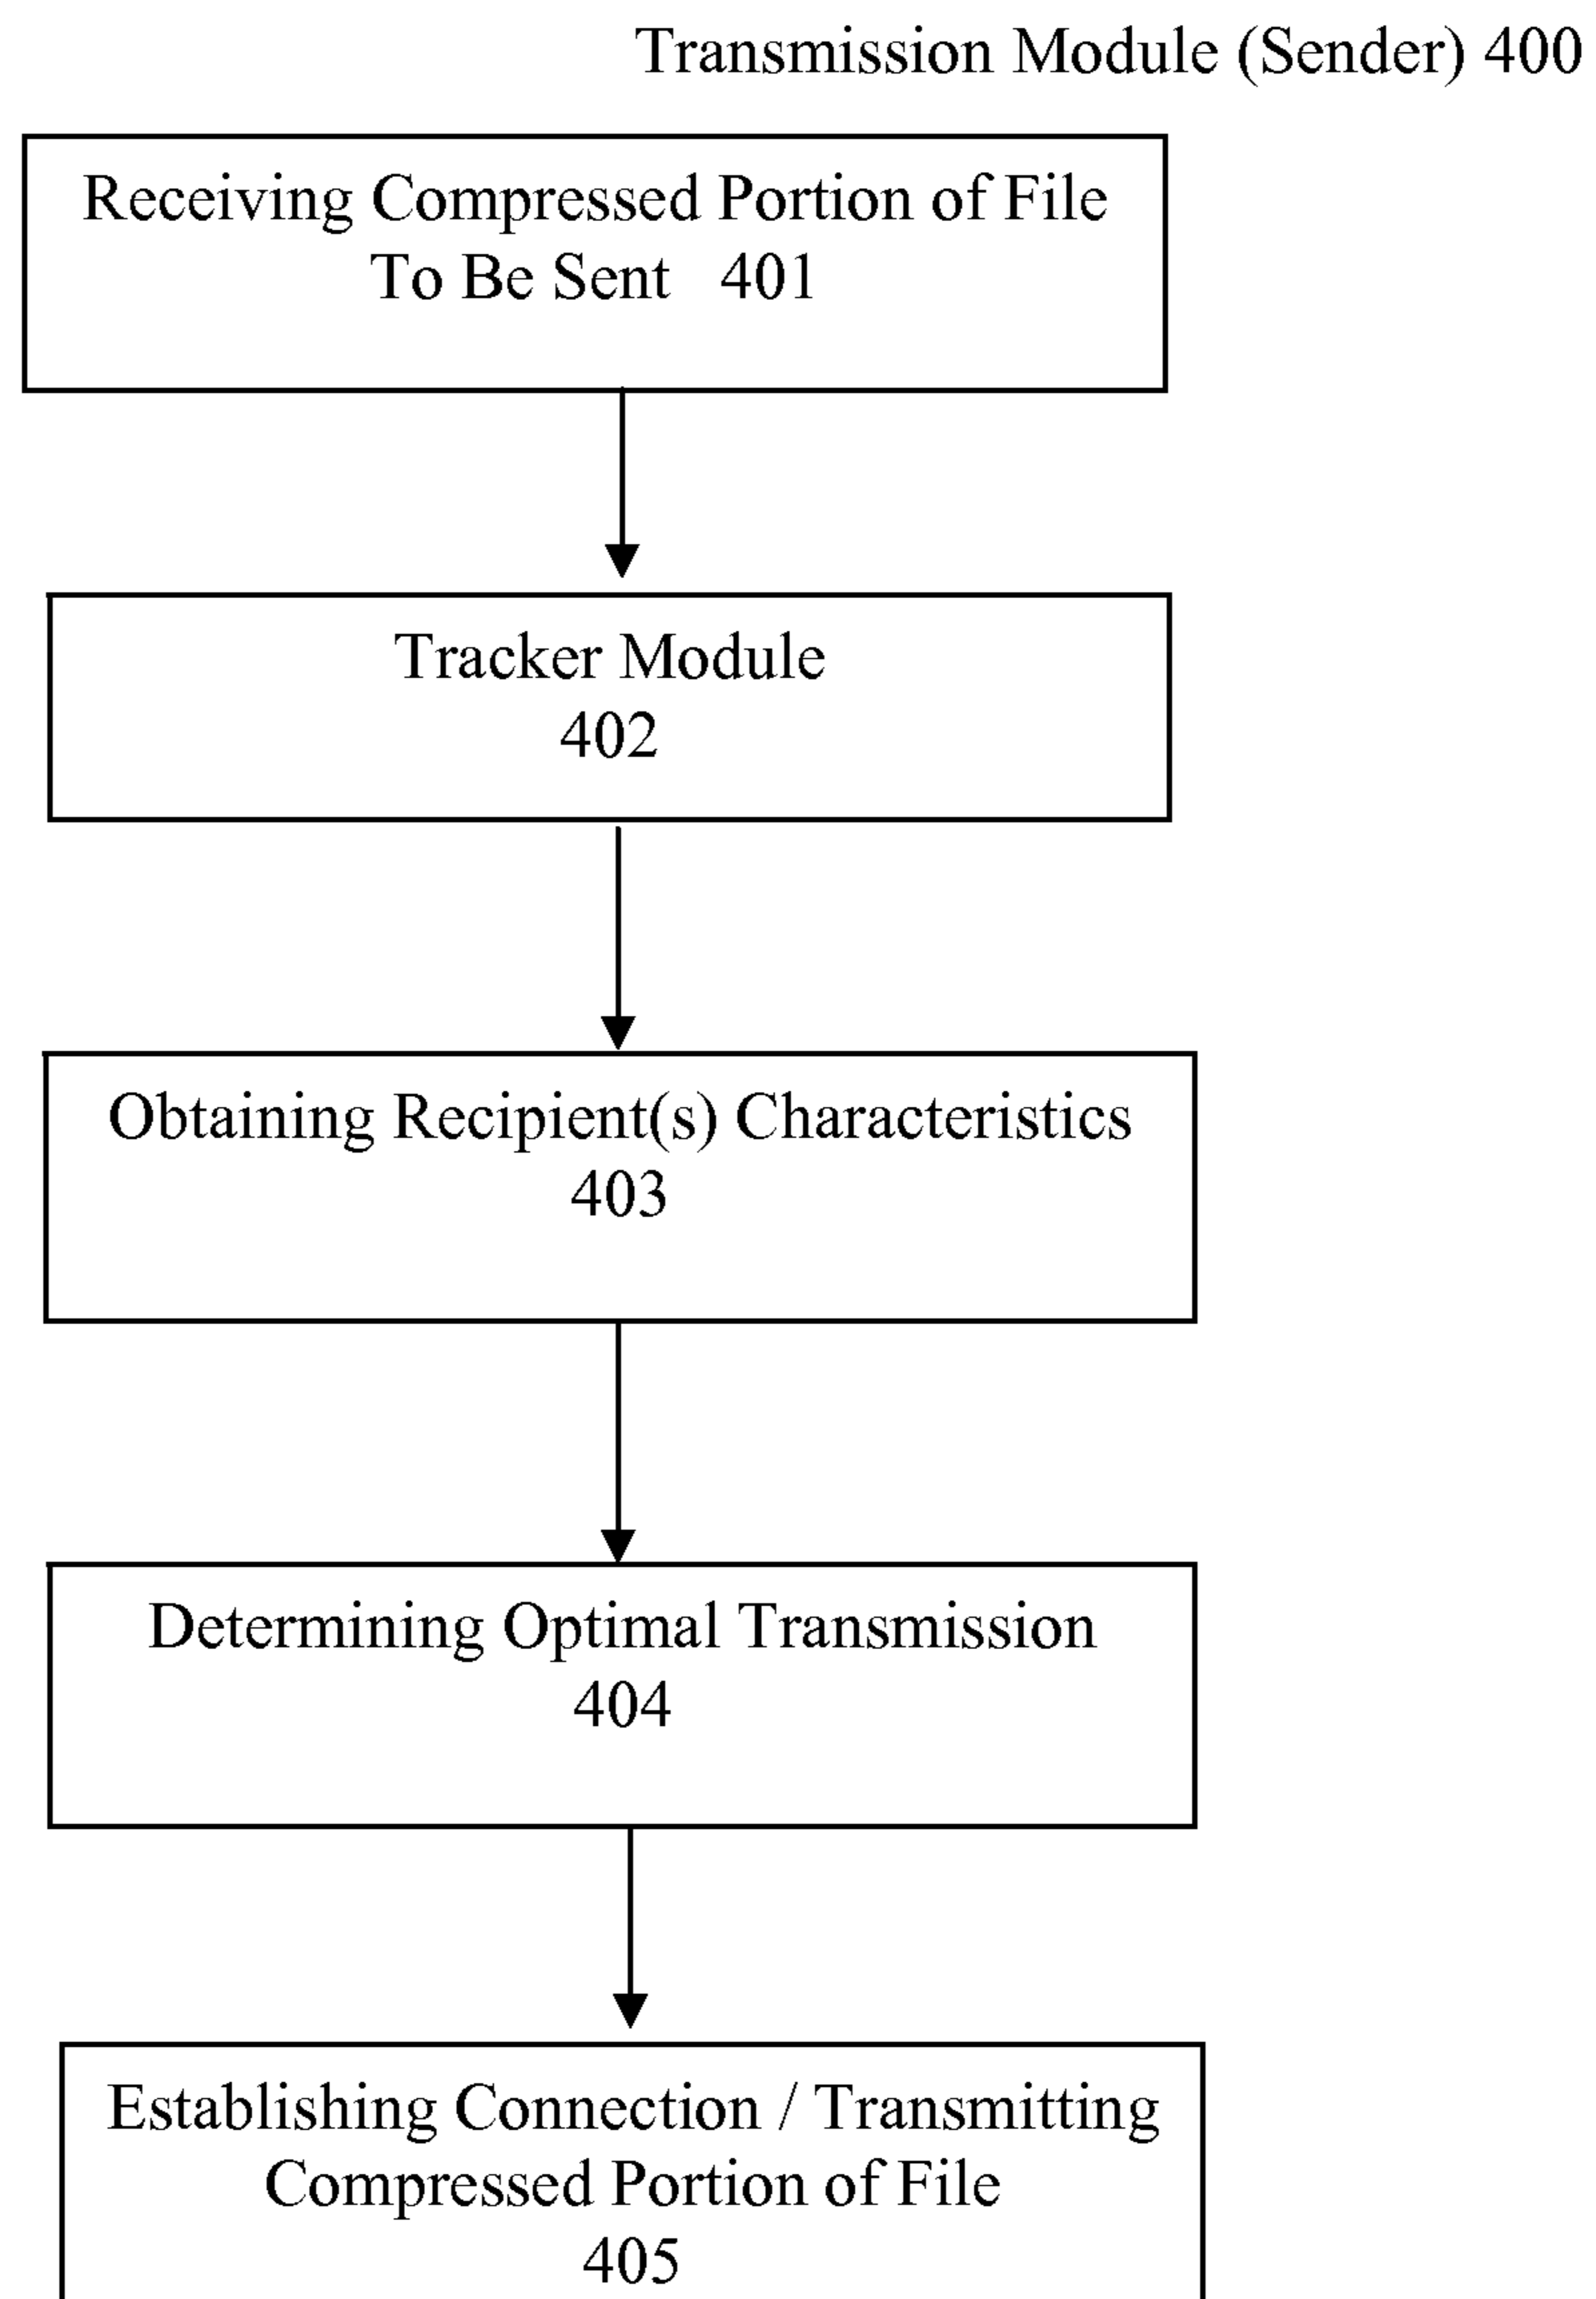 Transmission Module (Sender) 400
Receiving Compressed Portion of File
To Be Sent 401
Tracker Module
402
Obtaining Recipient(s) Characteristics
403
Determining Optimal Transmission
404
Establishing Connection / Transmitting
Compressed Portion of File
405